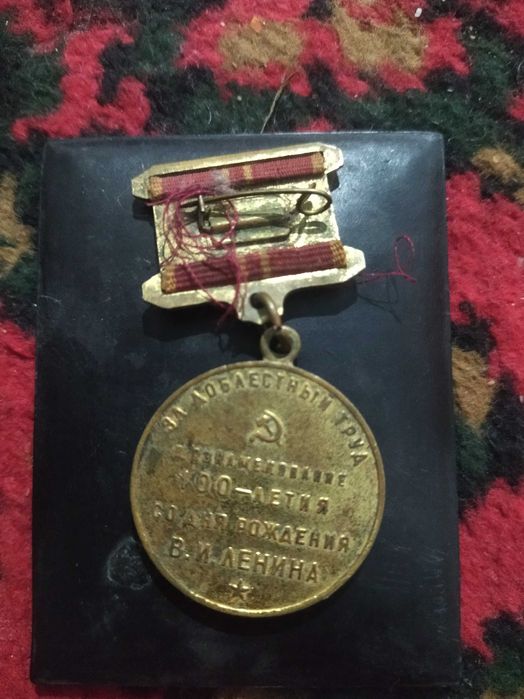 ЗА ДОБЛЕСТНЫЙ ТРУД
В ОЗНАМЕНОВАНИЕ
100-ЛЕТИЯ
СО ДНЯ РОЖДЕНИЯ
В.И.ЛЕНИНА